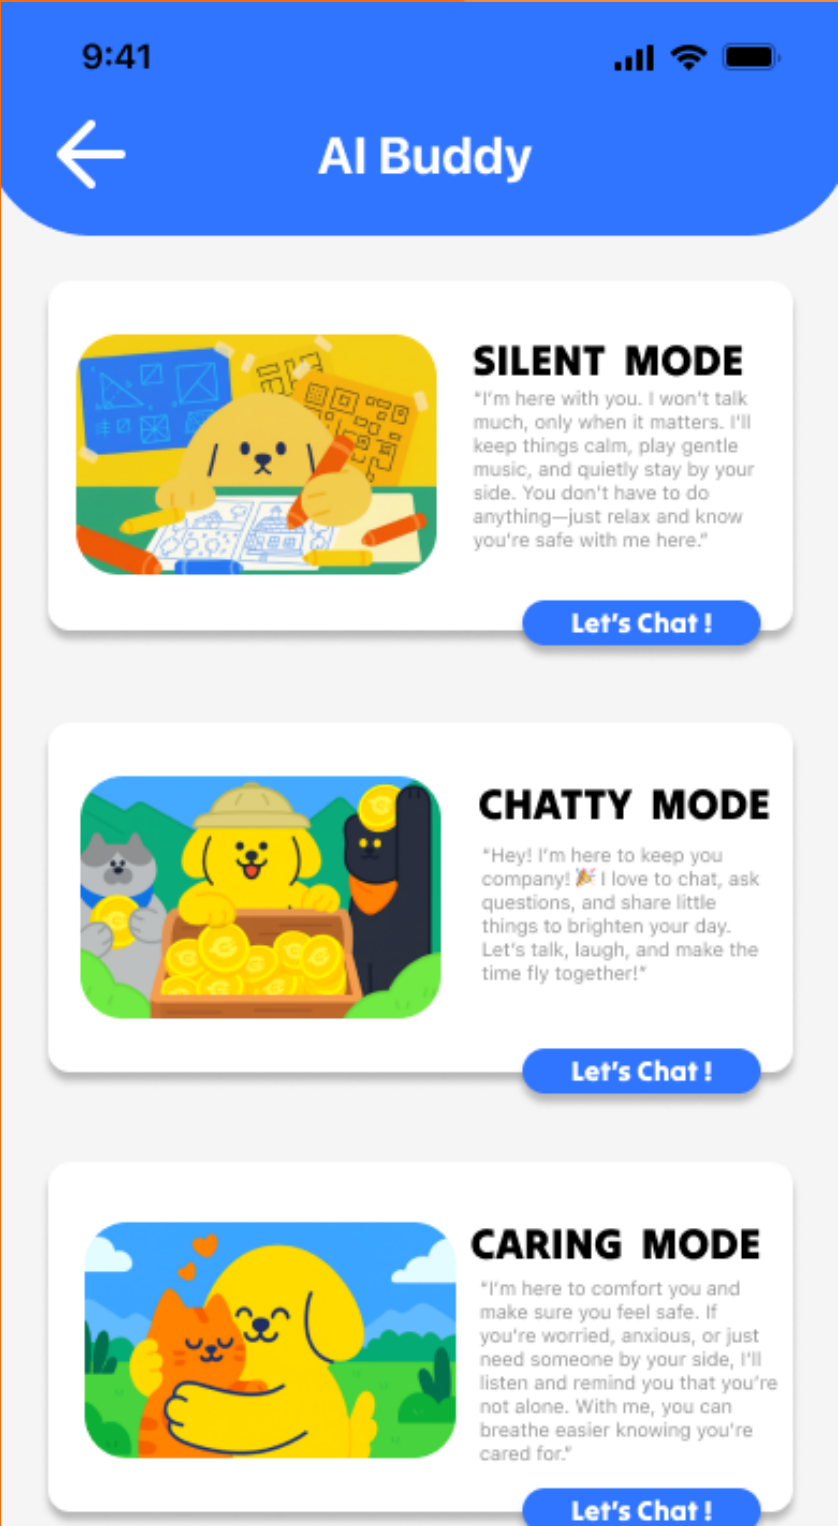 9:41
AI Buddy
SILENT MODE
“I’m here with you. I won’t talk
much, only when it matters. I’ll
keep things calm, play gentle
music, and quietly stay by your
side. You don’t have to do
anything—just relax and know
you’re safe with me here.”
Let’s Chat !
CHATTY MODE
“Hey! I’m here to keep you
company! 🎉 I love to chat, ask
questions, and share little
things to brighten your day.
Let’s talk, laugh, and make the
time fly together!”
Let’s Chat !
CARING MODE
“I’m here to comfort you and
make sure you feel safe. If
you’re worried, anxious, or just
need someone by your side, I’ll
listen and remind you that you’re
not alone. With me, you can
breathe easier knowing you’re
cared for.”
Let’s Chat !